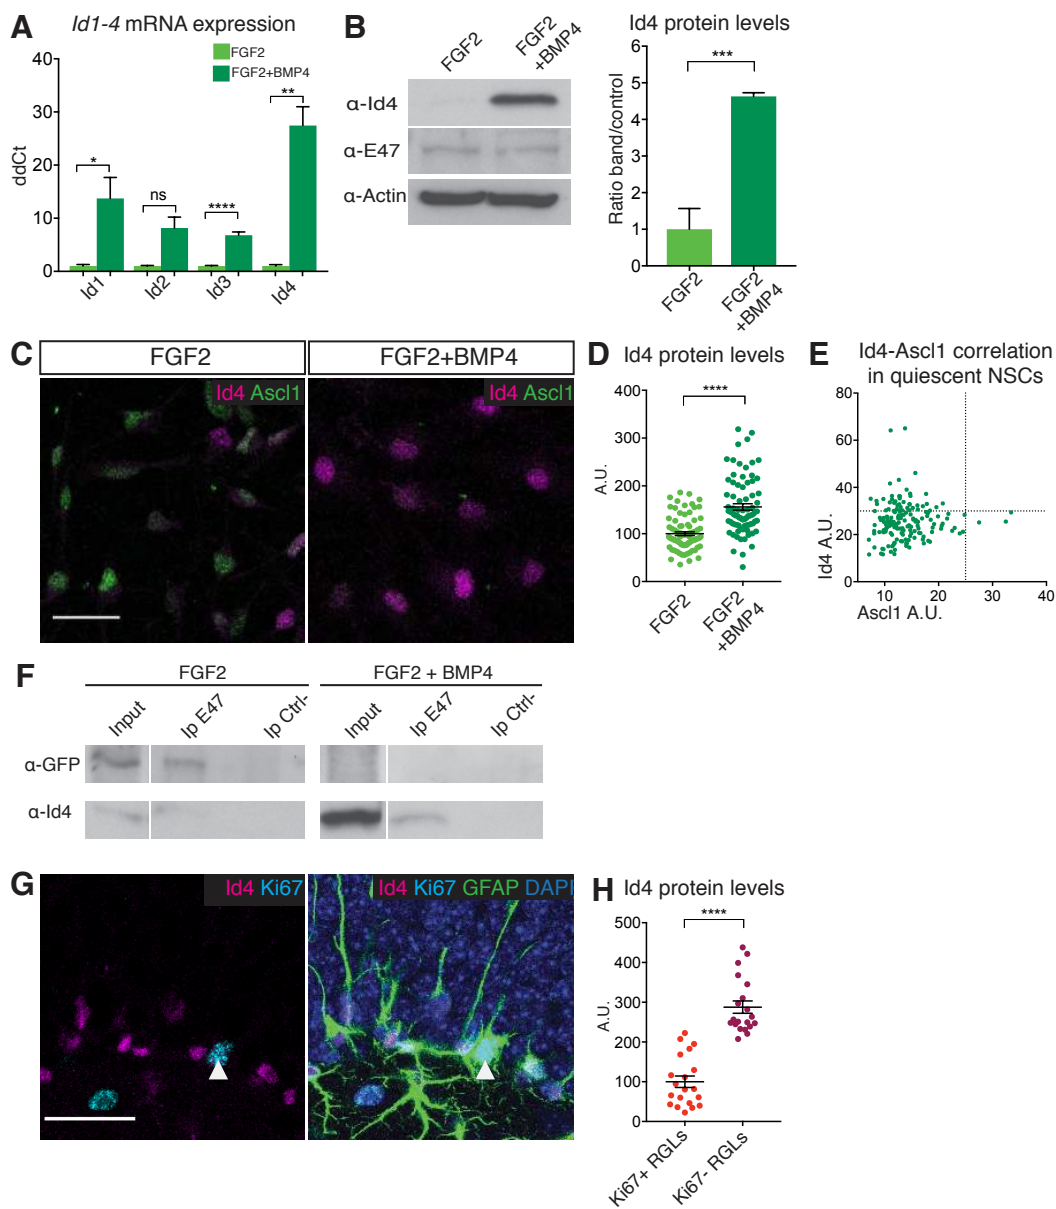 A
Id1-4 mRNA expression
FGF2
FGF2+BMP4
ddCt
40
30
20
10
0
*
ns
****
**
Id1
Id2
Id3
Id4
B
FGF2
FGF2
+BMP4
α-Id4
α-E47
α-Actin
Id4 protein levels
Ratio band/control
6
5
4
3
2
1
0
***
FGF2
FGF2
+BMP4
C
FGF2
FGF2+BMP4
Id4 Ascl1
Id4 Ascl1
D
Id4 protein levels
A.U.
400
300
200
100
0
****
FGF2
FGF2
+BMP4
E
Id4-Ascl1 correlation
in quiescent NSCs
Id4 A.U.
80
60
40
20
0
10
20
30
40
Ascl1 A.U.
F
FGF2
FGF2 + BMP4
Input
Ip E47
Ip Ctrl-
Input
Ip E47
Ip Ctrl-
α-GFP
α-Id4
G
Id4 Ki67
Id4 Ki67 GFAP DAPI
H
Id4 protein levels
A.U.
500
400
300
200
100
0
****
Ki67+ RGLs
Ki67- RGLs